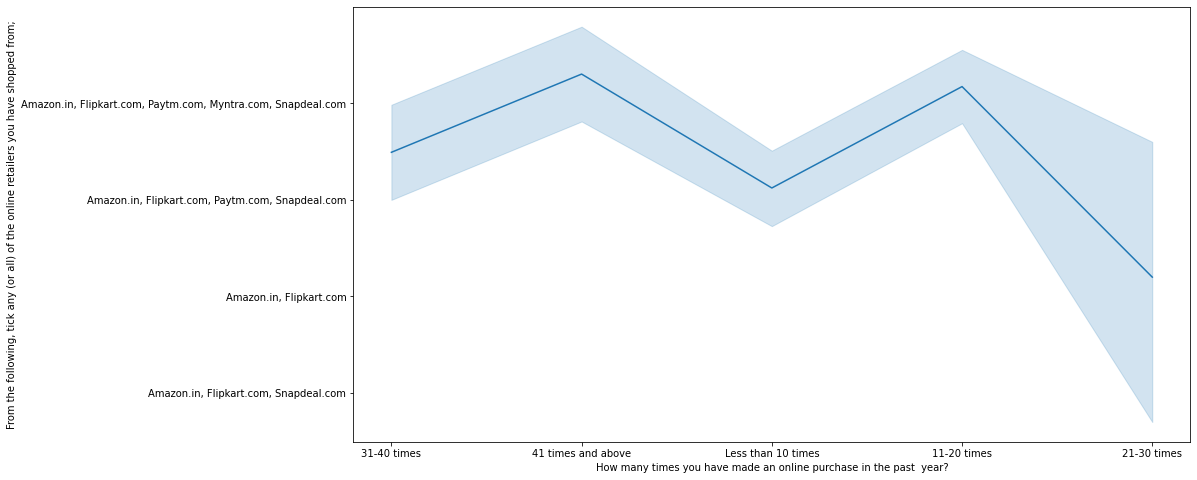 From the following, tick any (or all) of the online retailers you have shopped from;
Amazon.in, Flipkart.com, Paytm.com, Myntra.com, Snapdeal.com
Amazon.in, Flipkart.com, Paytm.com, Snapdeal.com
Amazon.in, Flipkart.com
Amazon.in, Flipkart.com, Snapdeal.com
31-40 times 41 times and above Less than 10 times 11-20 times 21-30 times
How many times you have made an online purchase in the past  year?